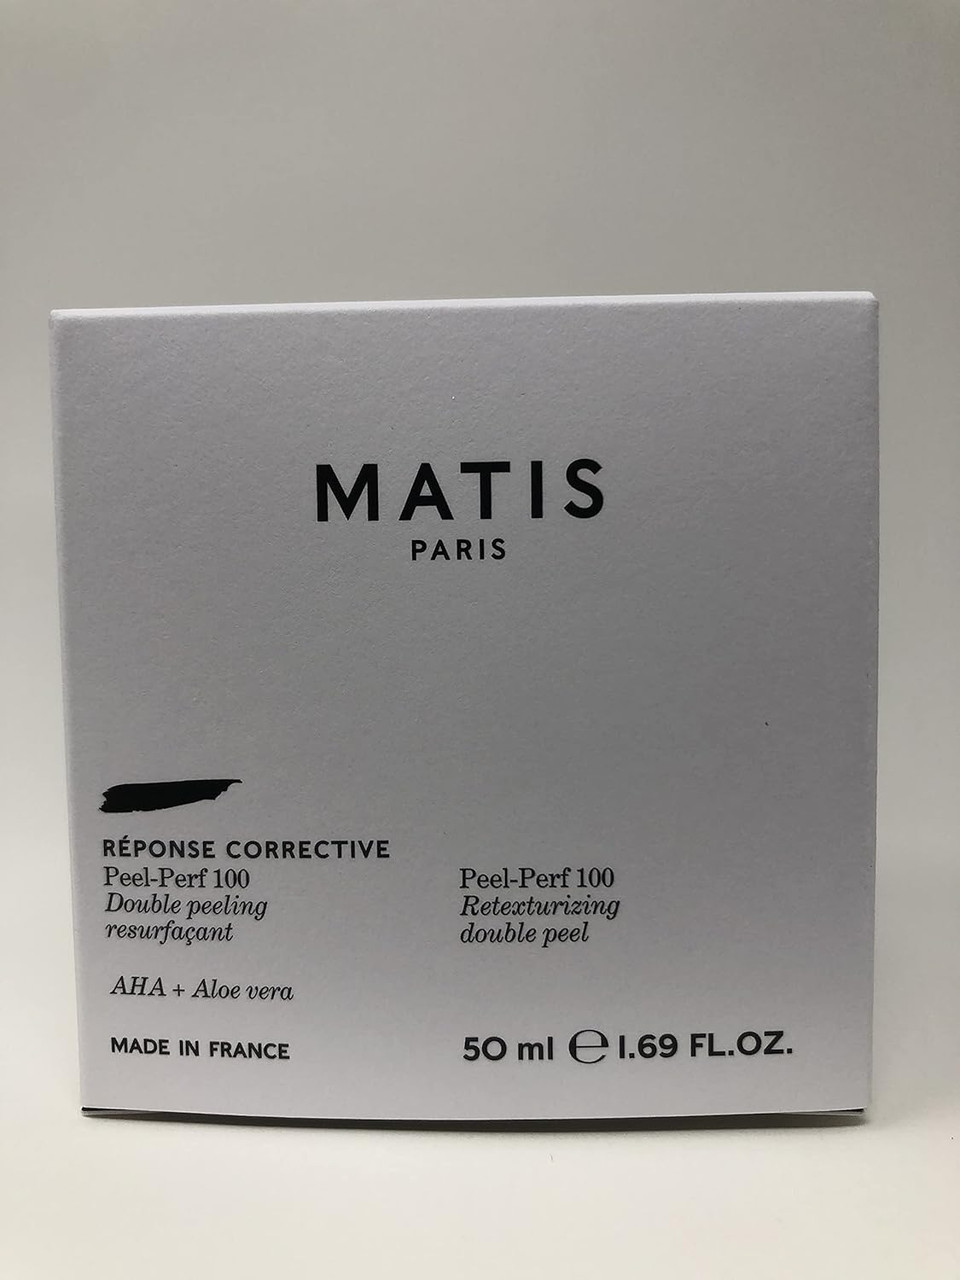 MATIS
PARIS
RÉPONSE CORRECTIVE
Peel-Perf 100
Double peeling
resurfaçant
AHA + Aloe vera
MADE IN FRANCE
Peel-Perf 100
Retexturizing
double peel
50 ml ℮ 1.69 FL.OZ.